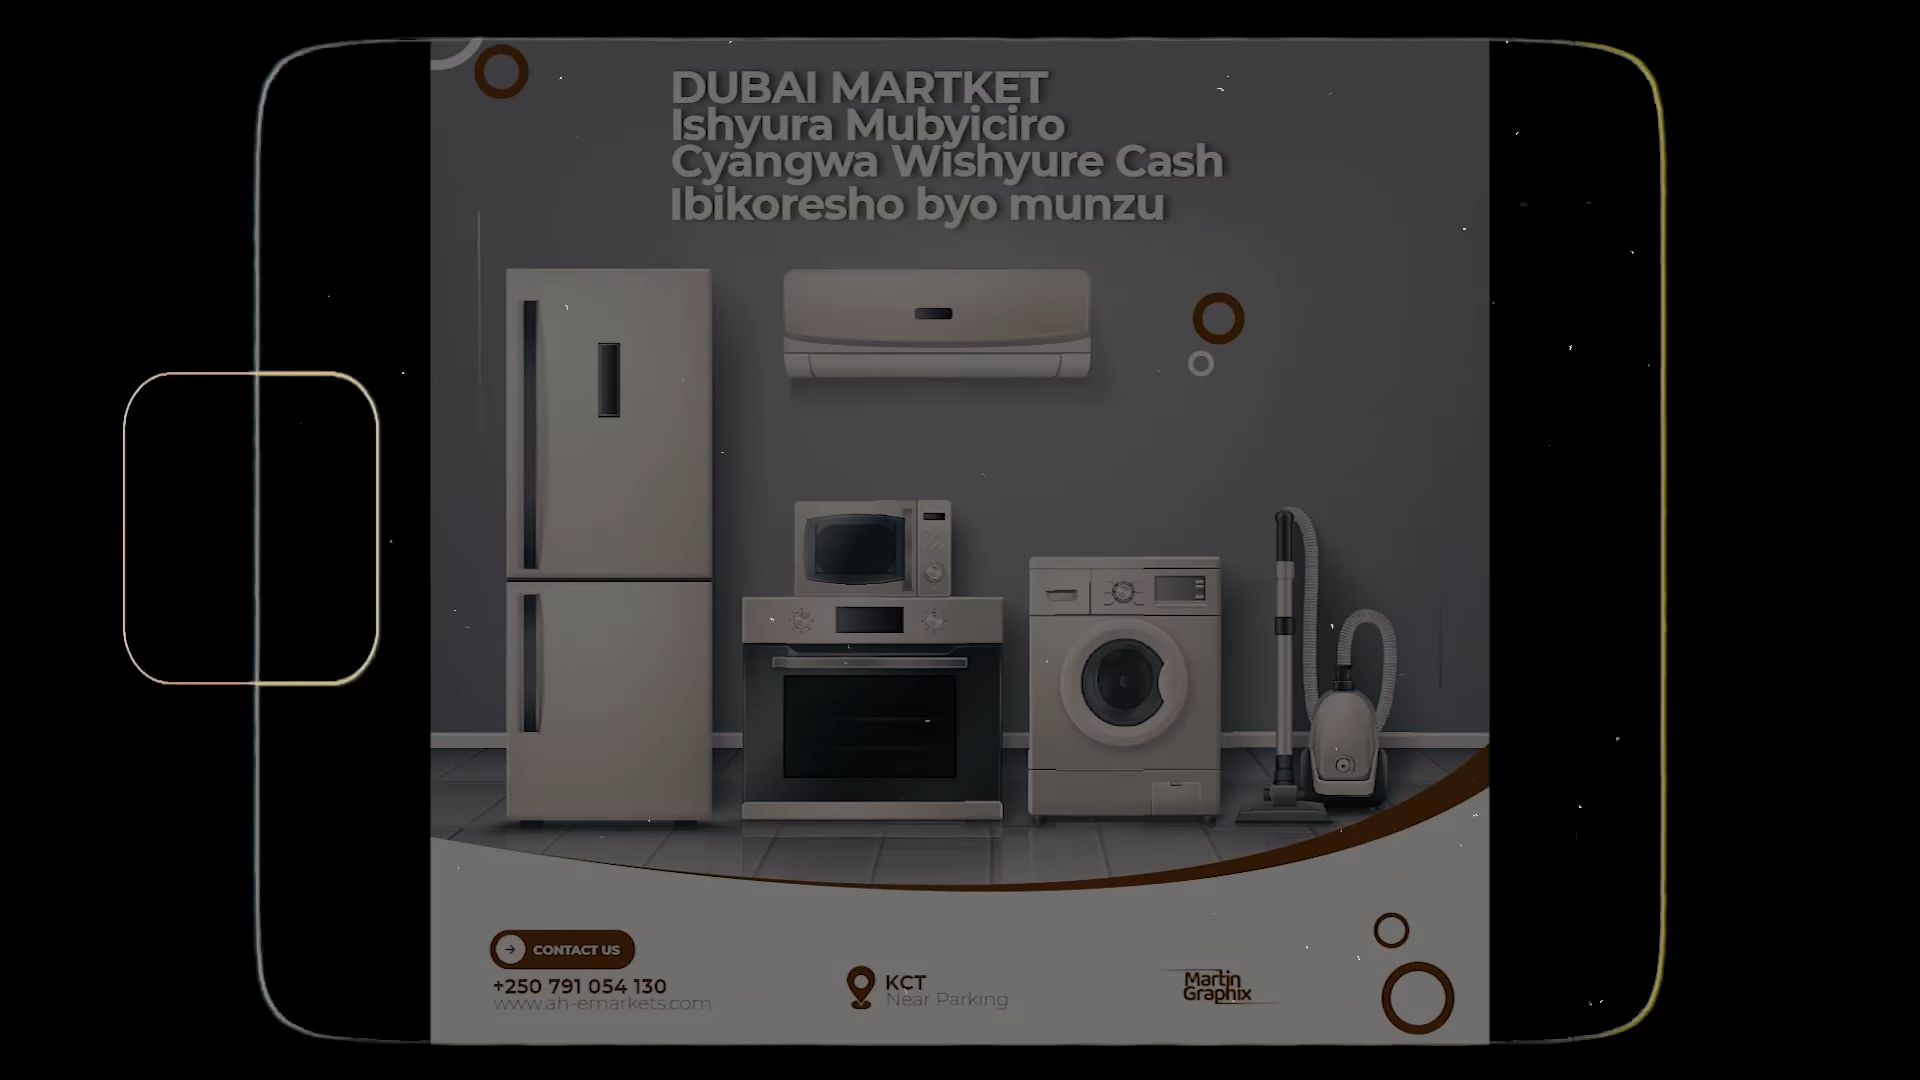 DUBAI MARTKET
Ishyura Mubyiciro
Cyangwa Wishyure Cash
Ibikoresho byo munzu
CONTACT US
+250 791 054 130
www.ah-emarkets.com
KCT
Near Parking
Martin
Graphix